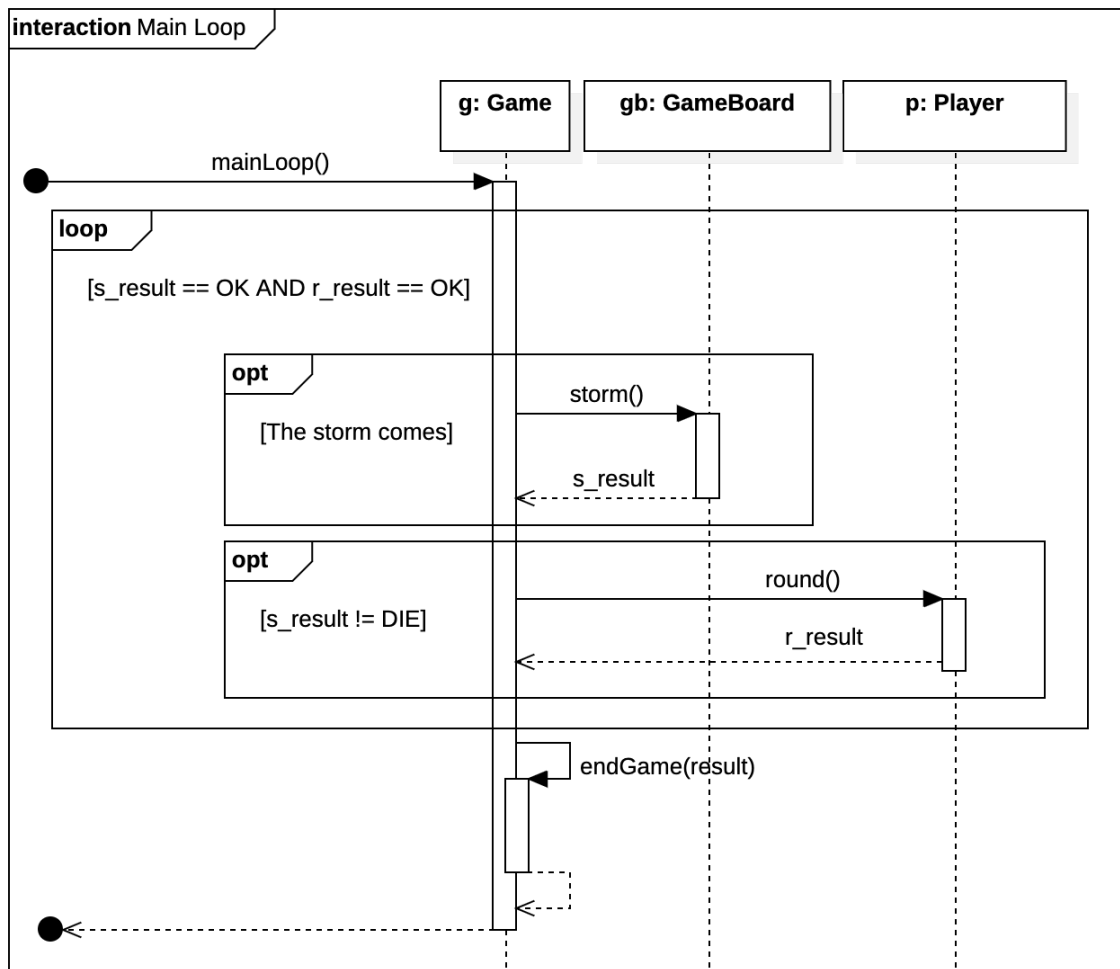 interaction Main Loop
g: Game
gb: GameBoard
p: Player
mainLoop()
loop
[s_result == OK AND r_result == OK]
opt
storm()
[The storm comes]
s_result
opt
round()
[s_result != DIE]
r_result
endGame(result)